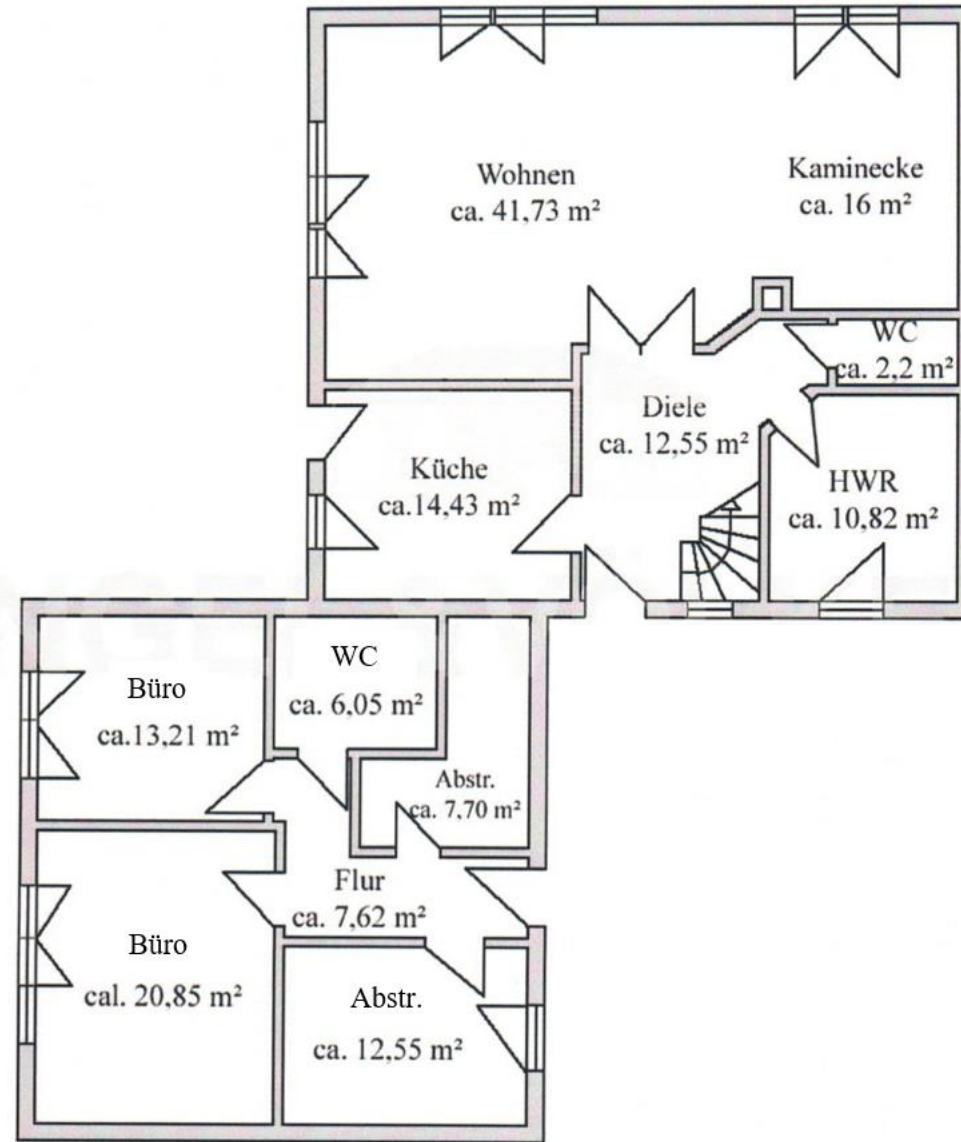 Wohnen
ca. 41,73 m²
Kaminecke
ca. 16 m²
WC
ca. 2,2 m²
Diele
ca. 12,55 m²
Küche
ca.14,43 m²
HWR
ca. 10,82 m²
WC
ca. 6,05 m²
Büro
ca.13,21 m²
Abstr.
ca. 7,70 m²
Flur
ca. 7,62 m²
Büro
cal. 20,85 m²
Abstr.
ca. 12,55 m²